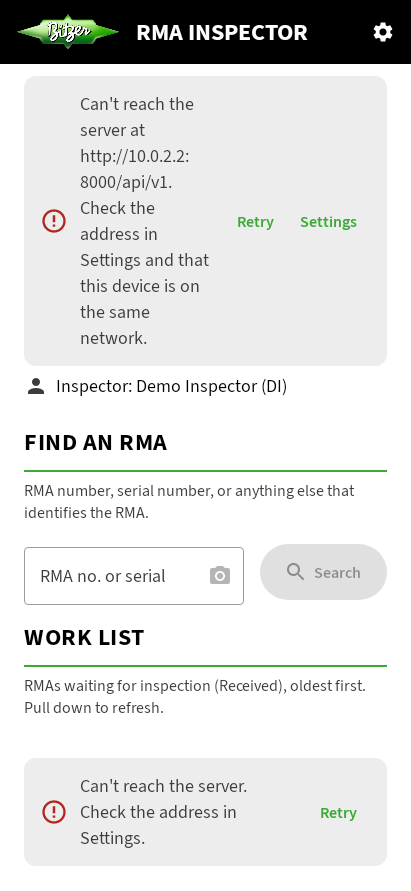 Bitzer RMA INSPECTOR
Can't reach the
server at
http://10.0.2.2:
8000/api/v1.
Check the
address in
Settings and that
this device is on
the same
network.
Retry Settings
Inspector: Demo Inspector (DI)
FIND AN RMA
RMA number, serial number, or anything else that
identifies the RMA.
RMA no. or serial
Search
WORK LIST
RMAs waiting for inspection (Received), oldest first.
Pull down to refresh.
Can't reach the server.
Check the address in
Settings.
Retry